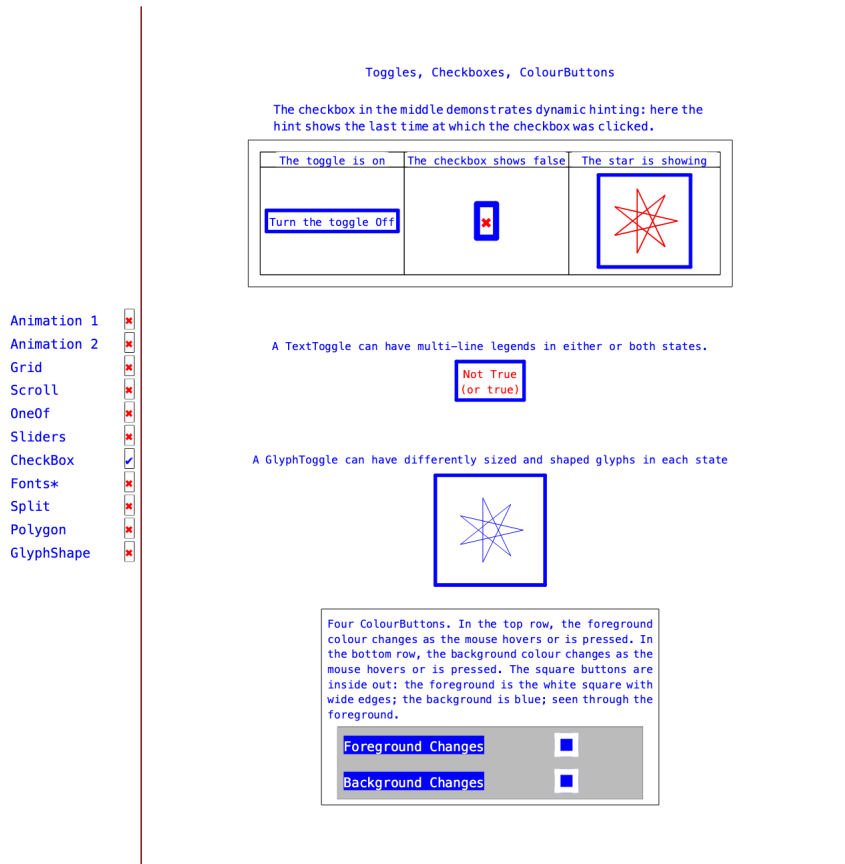 Toggles, Checkboxes, ColourButtons
The checkbox in the middle demonstrates dynamic hinting: here the
hint shows the last time at which the checkbox was clicked.
The toggle is on
The checkbox shows false
The star is showing
Turn the toggle Off
Animation 1
Animation 2
Grid
Scroll
OneOf
Sliders
CheckBox
Fonts*
Split
Polygon
GlyphShape
A TextToggle can have multi-line legends in either or both states.
Not True
(or true)
A GlyphToggle can have differently sized and shaped glyphs in each state
Four ColourButtons. In the top row, the foreground
colour changes as the mouse hovers or is pressed. In
the bottom row, the background colour changes as the
mouse hovers or is pressed. The square buttons are
inside out: the foreground is the white square with
wide edges; the background is blue; seen through the
foreground.
Foreground Changes
Background Changes